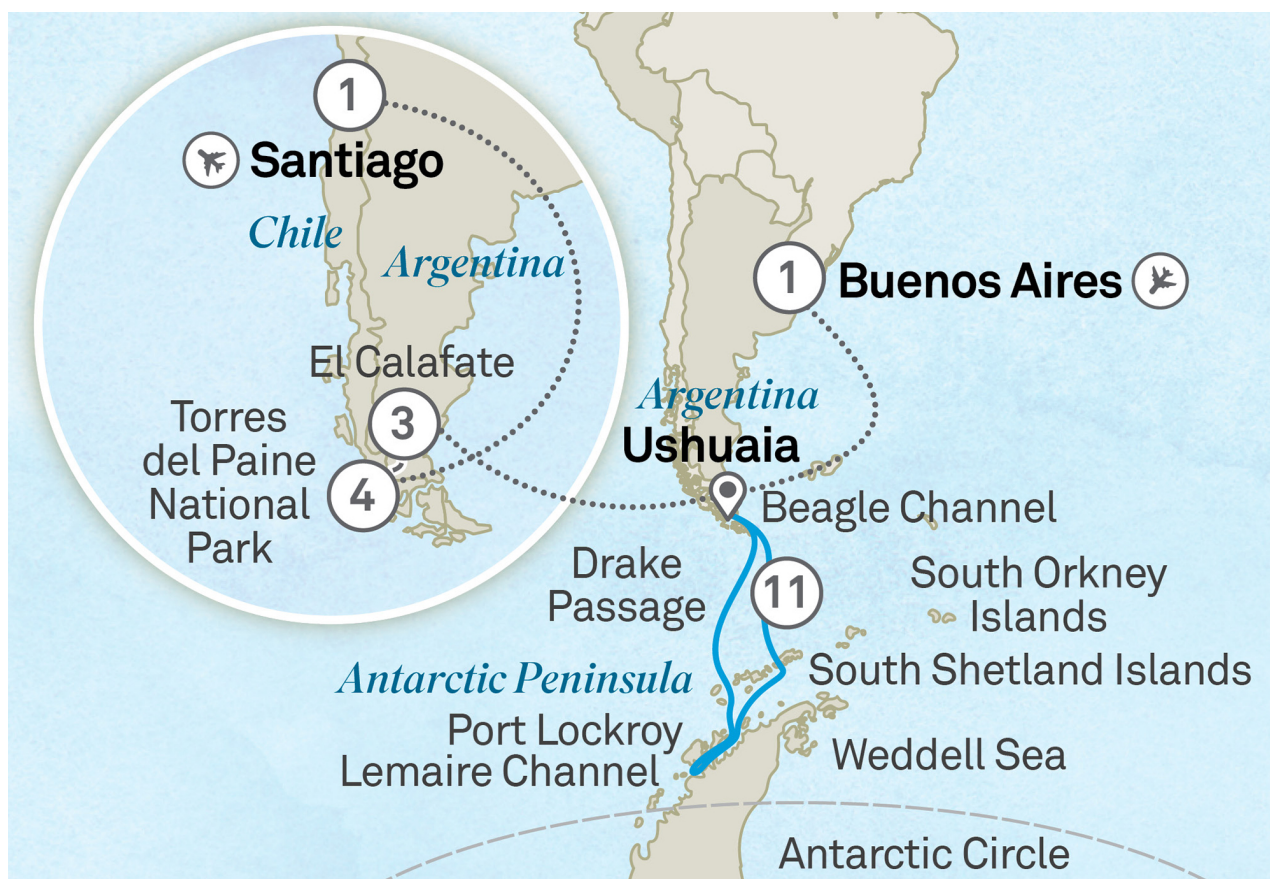 1
Santiago
Chile
Argentina
El Calafate
3
Torres
del Paine
National
Park
4
1
Buenos Aires
Argentina
Ushuaia
Beagle Channel
Drake
Passage
11
South Orkney
Islands
South Shetland Islands
Antarctic Peninsula
Port Lockroy
Lemaire Channel
Weddell Sea
Antarctic Circle